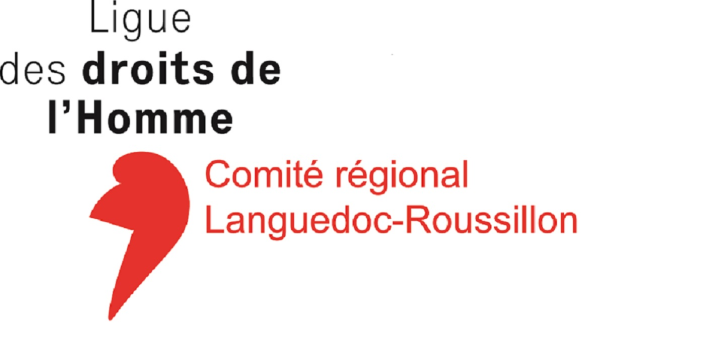 Ligue
des droits de
l'Homme
Comité régional
Languedoc-Roussillon